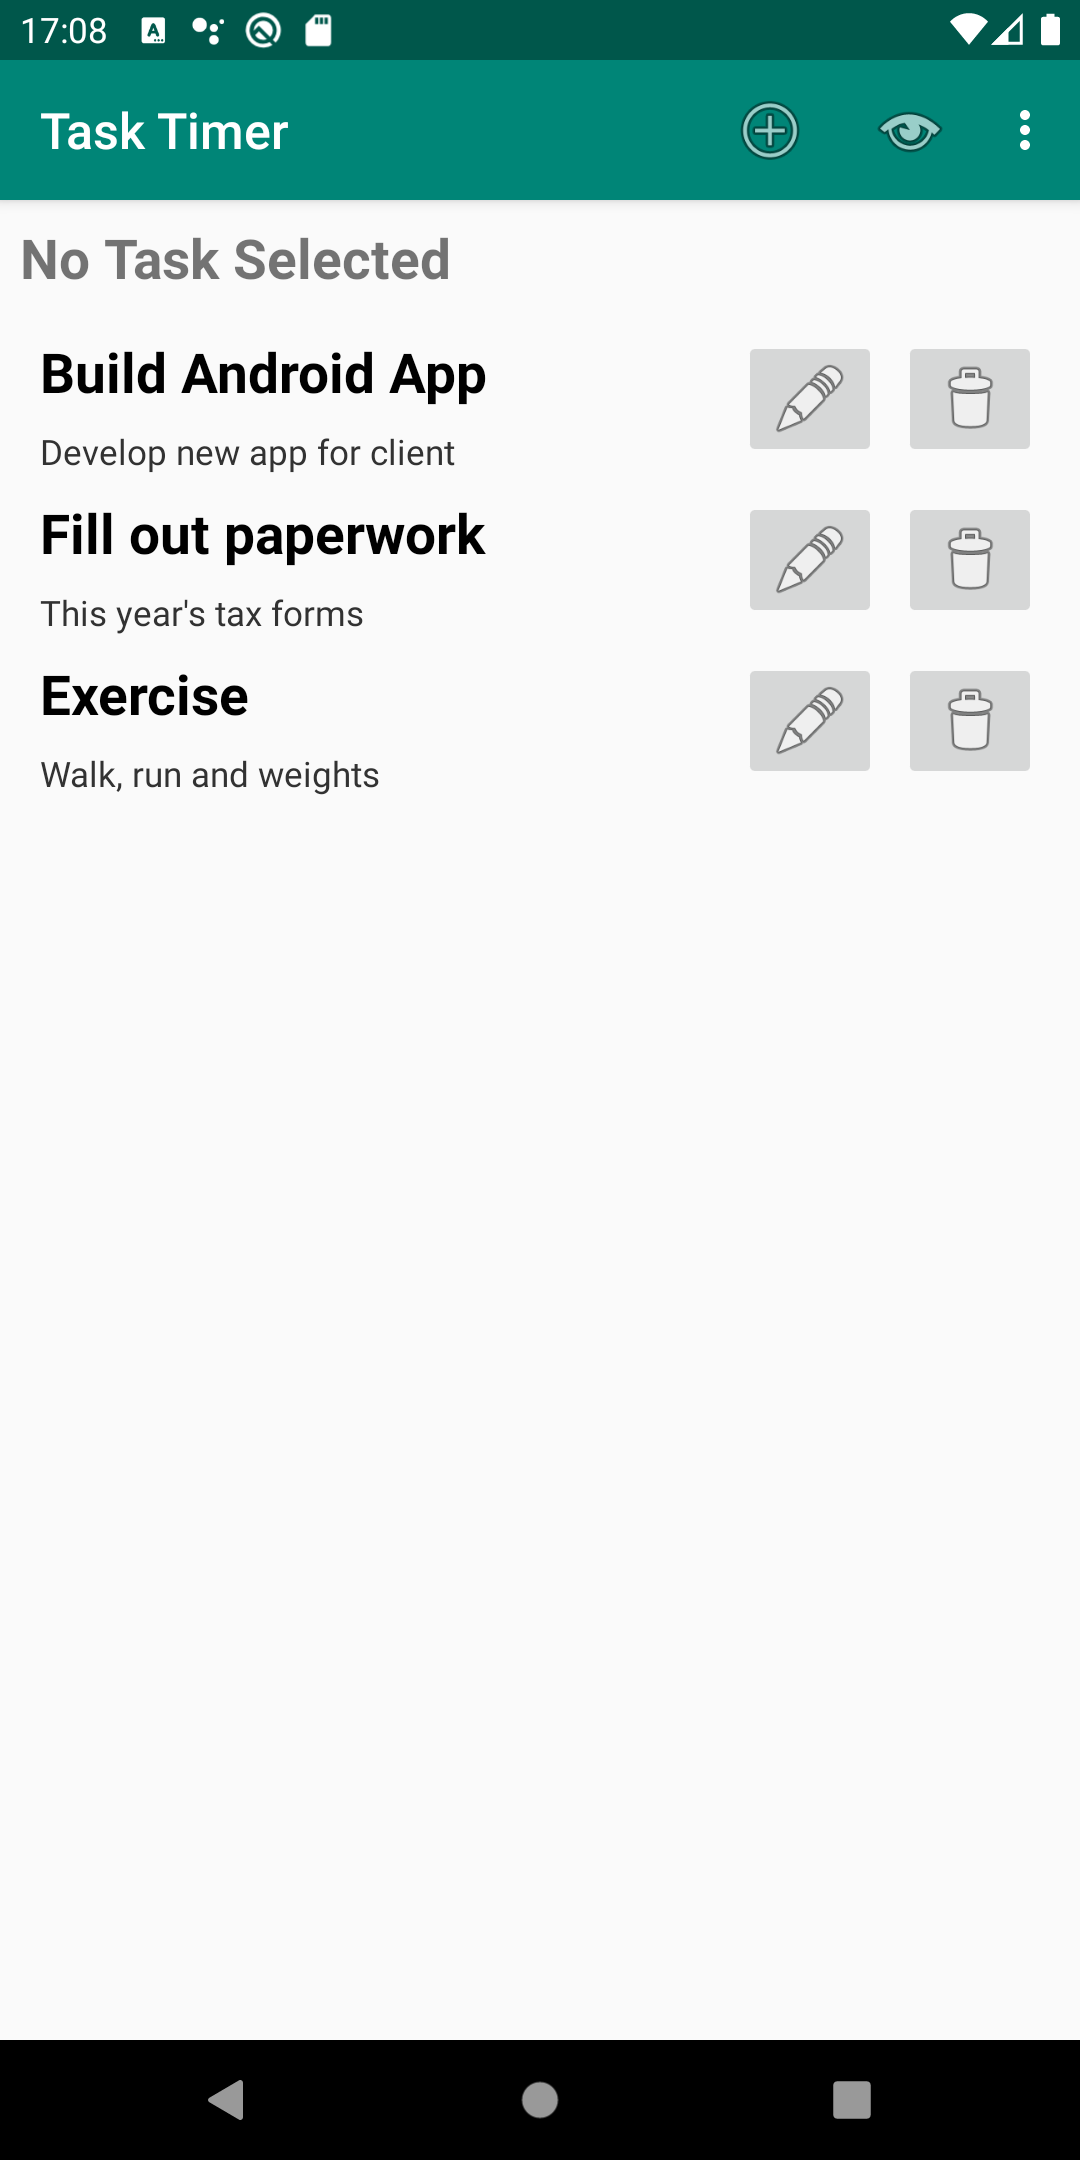 17:08
Task Timer
No Task Selected
Build Android App
Develop new app for client
Fill out paperwork
This year's tax forms
Exercise
Walk, run and weights